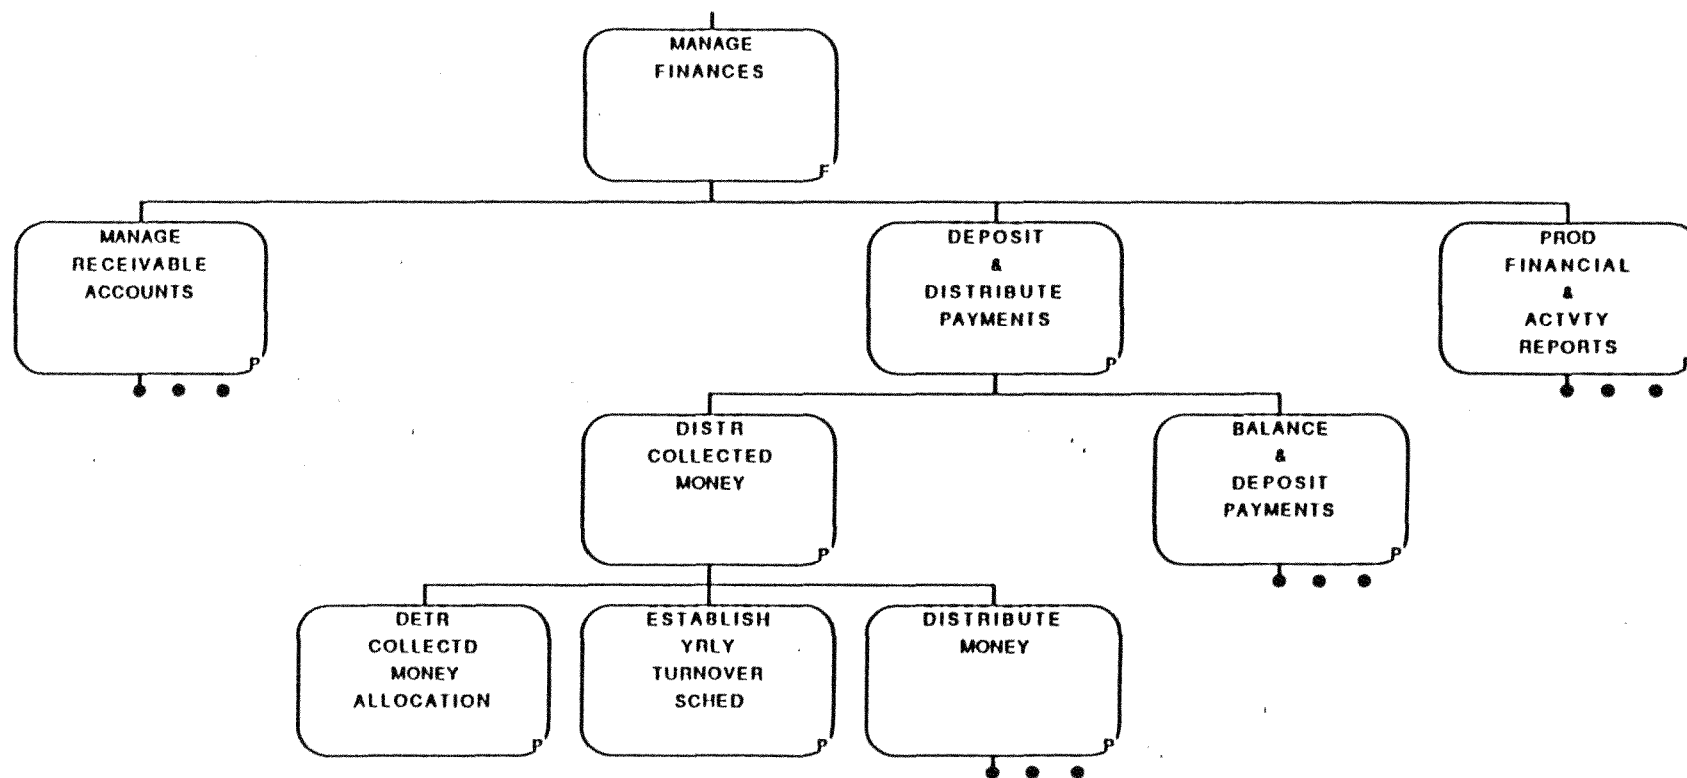 MANAGE
FINANCES
F
MANAGE
RECEIVABLE
ACCOUNTS
P
DEPOSIT
&
DISTRIBUTE
PAYMENTS
P
PROD
FINANCIAL
&
ACTVTY
REPORTS
DISTR
COLLECTED
MONEY
P
BALANCE
&
DEPOSIT
PAYMENTS
P
DETR
COLLECTD
MONEY
ALLOCATION
P
ESTABLISH
YRLY
TURNOVER
SCHED
P
DISTRIBUTE
MONEY
P